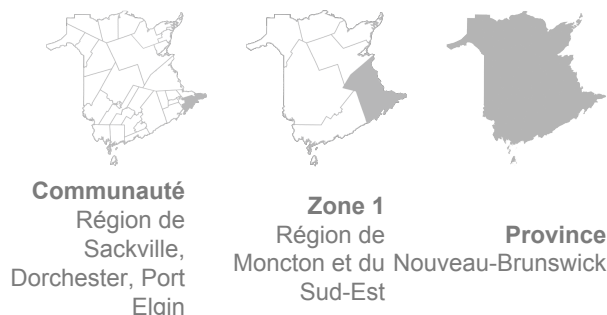 Communauté
Région de
Sackville,
Dorchester, Port
Elgin
Zone 1
Région de
Moncton et du
Sud-Est
Province
Nouveau-Brunswick